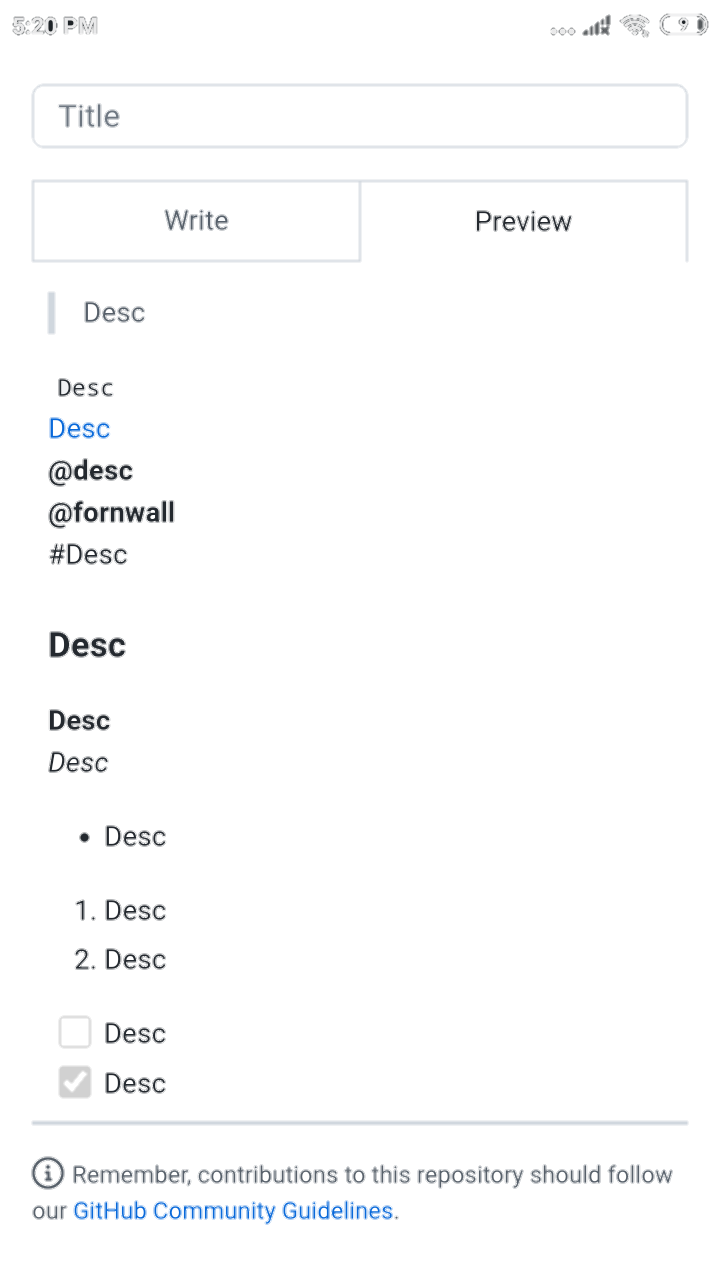 5:20 PM
9
Title
Write Preview
Desc
Desc
Desc
@desc
@fornwall
#Desc
Desc
Desc
Desc
• Desc
1. Desc
2. Desc
Desc
Desc
Remember, contributions to this repository should follow
our GitHub Community Guidelines.